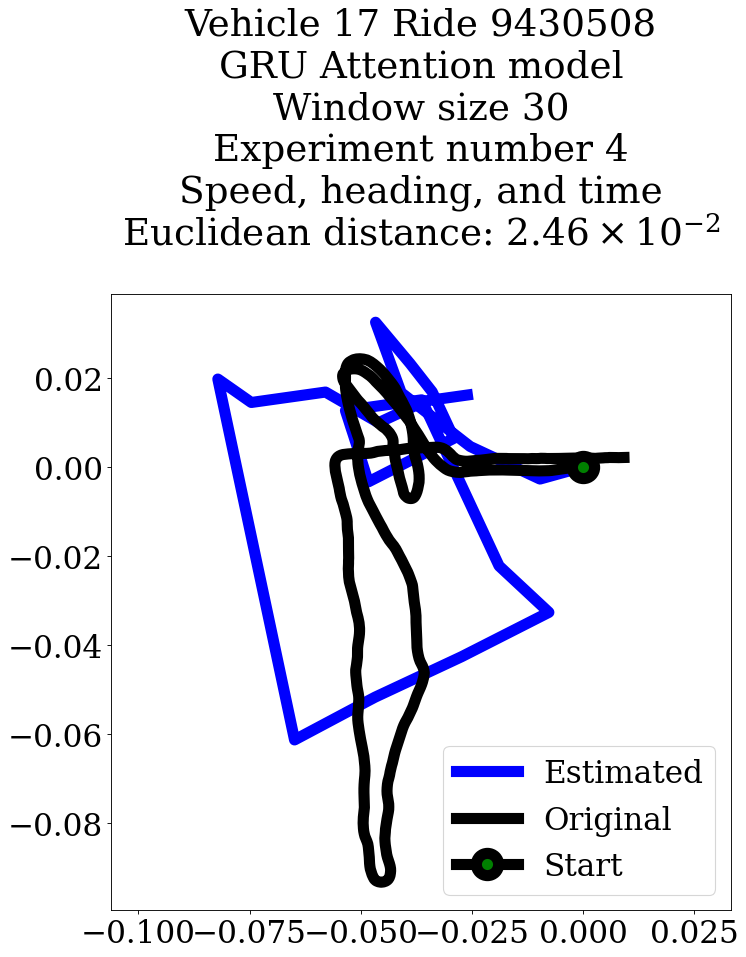 Vehicle 17 Ride 9430508
GRU Attention model
Window size 30
Experiment number 4
Speed, heading, and time
Euclidean distance: 2.46 × 10⁻²
0.02
0.00
−0.02
−0.04
−0.06
−0.08
Estimated
Original
Start
−0.100 −0.075 −0.050 −0.025 0.000 0.025